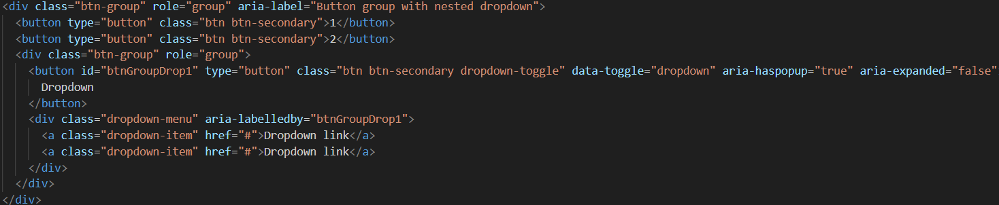 <div class="btn-group" role="group" aria-label="Button group with nested dropdown">
  <button type="button" class="btn btn-secondary">1</button>
  <button type="button" class="btn btn-secondary">2</button>
  <div class="btn-group" role="group">
    <button id="btnGroupDrop1" type="button" class="btn btn-secondary dropdown-toggle" data-toggle="dropdown" aria-haspopup="true" aria-expanded="false"
      Dropdown
    </button>
    <div class="dropdown-menu" aria-labelledby="btnGroupDrop1">
      <a class="dropdown-item" href="#">Dropdown link</a>
      <a class="dropdown-item" href="#">Dropdown link</a>
    </div>
  </div>
</div>